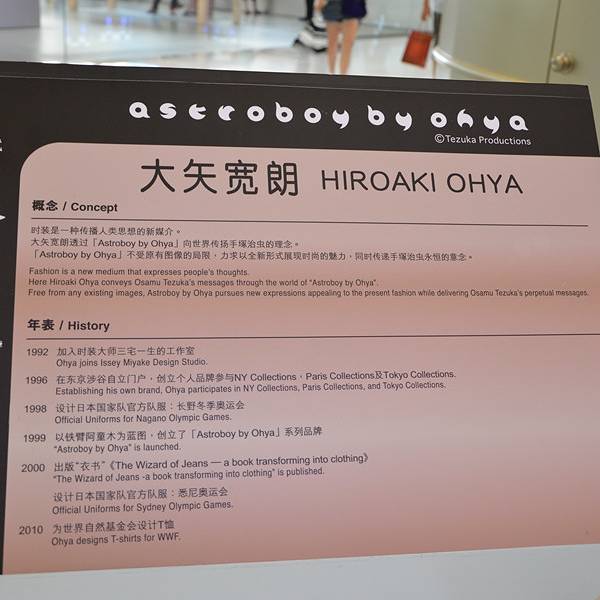 astroboy by ohya
©Tezuka Productions
大矢宽朗 HIROAKI OHYA
概念 / Concept
时装是一种传播人类思想的新媒介。
大矢宽朗透过「Astroboy by Ohya」向世界传扬手塚治虫的理念。
「Astroboy by Ohya」不受原有图像的局限，力求以全新形式展现时尚的魅力，同时传递手塚治虫永恒的意念。
Fashion is a new medium that expresses people's thoughts.
Here Hiroaki Ohya conveys Osamu Tezuka's messages through the world of "Astroboy by Ohya".
Free from any existing images, Astroboy by Ohya pursues new expressions appealing to the present fashion while delivering Osamu Tezuka's perpetual messages.
年表 / History
1992 加入时装大师三宅一生的工作室
Ohya joins Issey Miyake Design Studio.
1996 在东京涉谷自立门户，创立个人品牌参与NY Collections，Paris Collections及Tokyo Collections.
Establishing his own brand, Ohya participates in NY Collections, Paris Collections, and Tokyo Collections.
1998 设计日本国家队官方队服：长野冬季奥运会
Official Uniforms for Nagano Olympic Games.
1999 以铁臂阿童木为蓝图，创立了「Astroboy by Ohya」系列品牌
"Astroboy by Ohya" is launched.
2000 出版"衣书"《The Wizard of Jeans — a book transforming into clothing》
"The Wizard of Jeans -a book transforming into clothing" is published.
设计日本国家队官方队服：悉尼奥运会
Official Uniforms for Sydney Olympic Games.
2010 为世界自然基金会设计T恤
Ohya designs T-shirts for WWF.